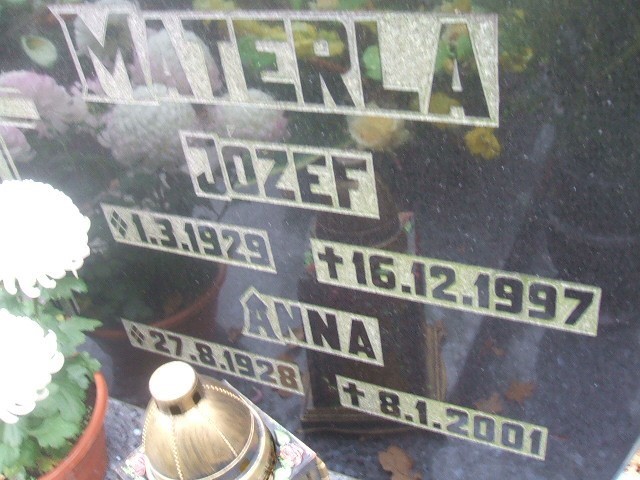 MATERLA
JOZEF
1.3.1929 16.12.1997
ANNA
27.8.1928 8.1.2001